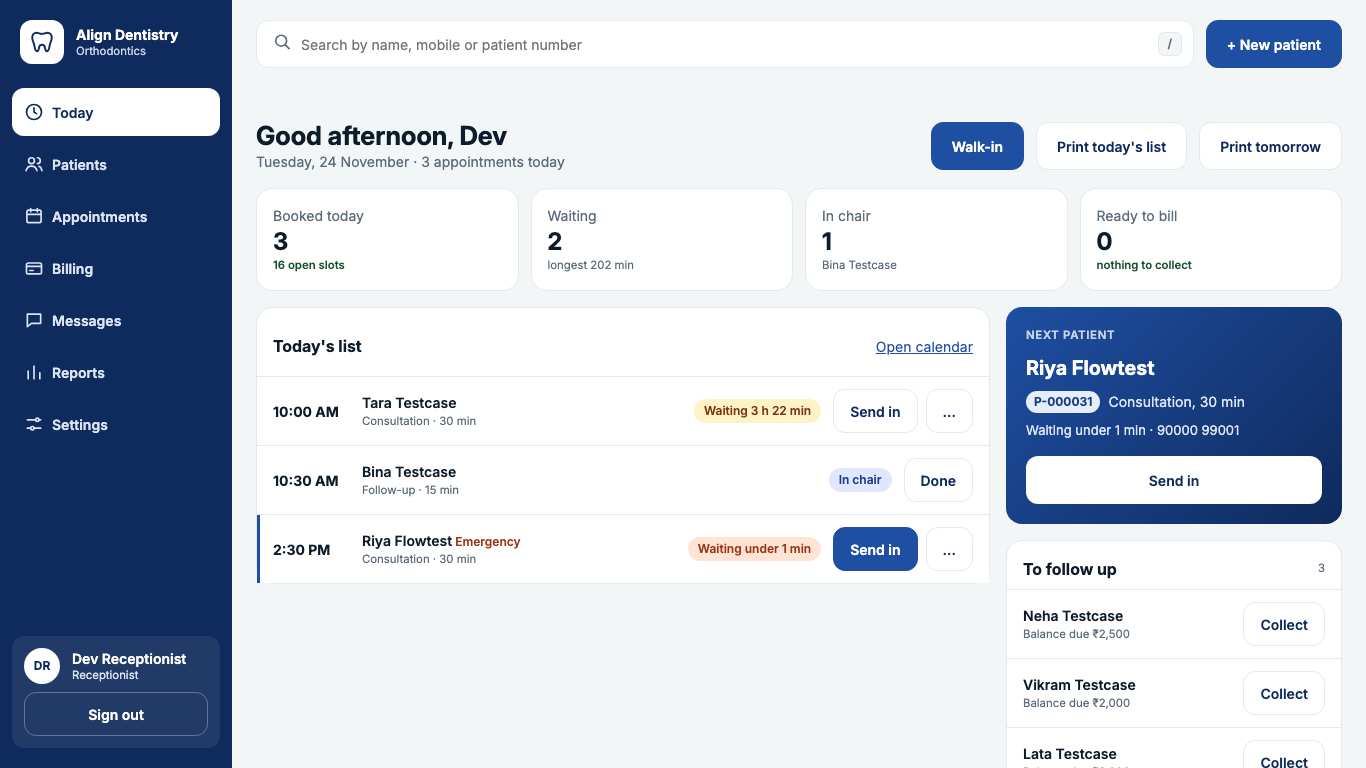 Align Dentistry
Orthodontics
Today
Patients
Appointments
Billing
Messages
Reports
Settings
DR
Dev Receptionist
Receptionist
Sign out
Search by name, mobile or patient number
/
+ New patient
Good afternoon, Dev
Tuesday, 24 November · 3 appointments today
Walk-in
Print today's list
Print tomorrow
Booked today
3
16 open slots
Waiting
2
longest 202 min
In chair
1
Bina Testcase
Ready to bill
0
nothing to collect
Today's list
Open calendar
10:00 AM
Tara Testcase
Consultation · 30 min
Waiting 3 h 22 min
Send in
...
10:30 AM
Bina Testcase
Follow-up · 15 min
In chair
Done
2:30 PM
Riya Flowtest Emergency
Consultation · 30 min
Waiting under 1 min
Send in
...
NEXT PATIENT
Riya Flowtest
P-000031 Consultation, 30 min
Waiting under 1 min · 90000 99001
Send in
To follow up
3
Neha Testcase
Balance due ₹2,500
Collect
Vikram Testcase
Balance due ₹2,000
Collect
Lata Testcase
Collect